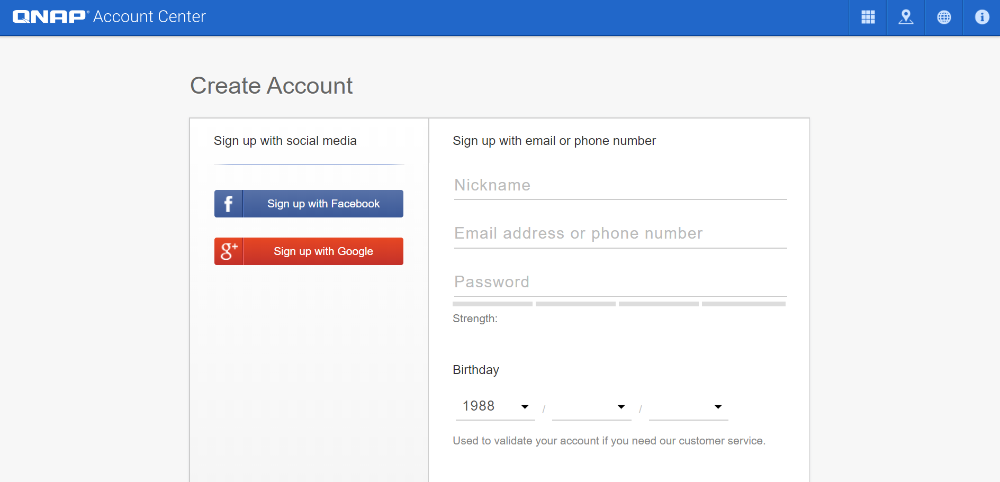 QNAP® Account Center
Create Account
Sign up with social media
Sign up with Facebook
g+ Sign up with Google
Sign up with email or phone number
Nickname
Email address or phone number
Password
Strength:
Birthday
1988 / /
Used to validate your account if you need our customer service.